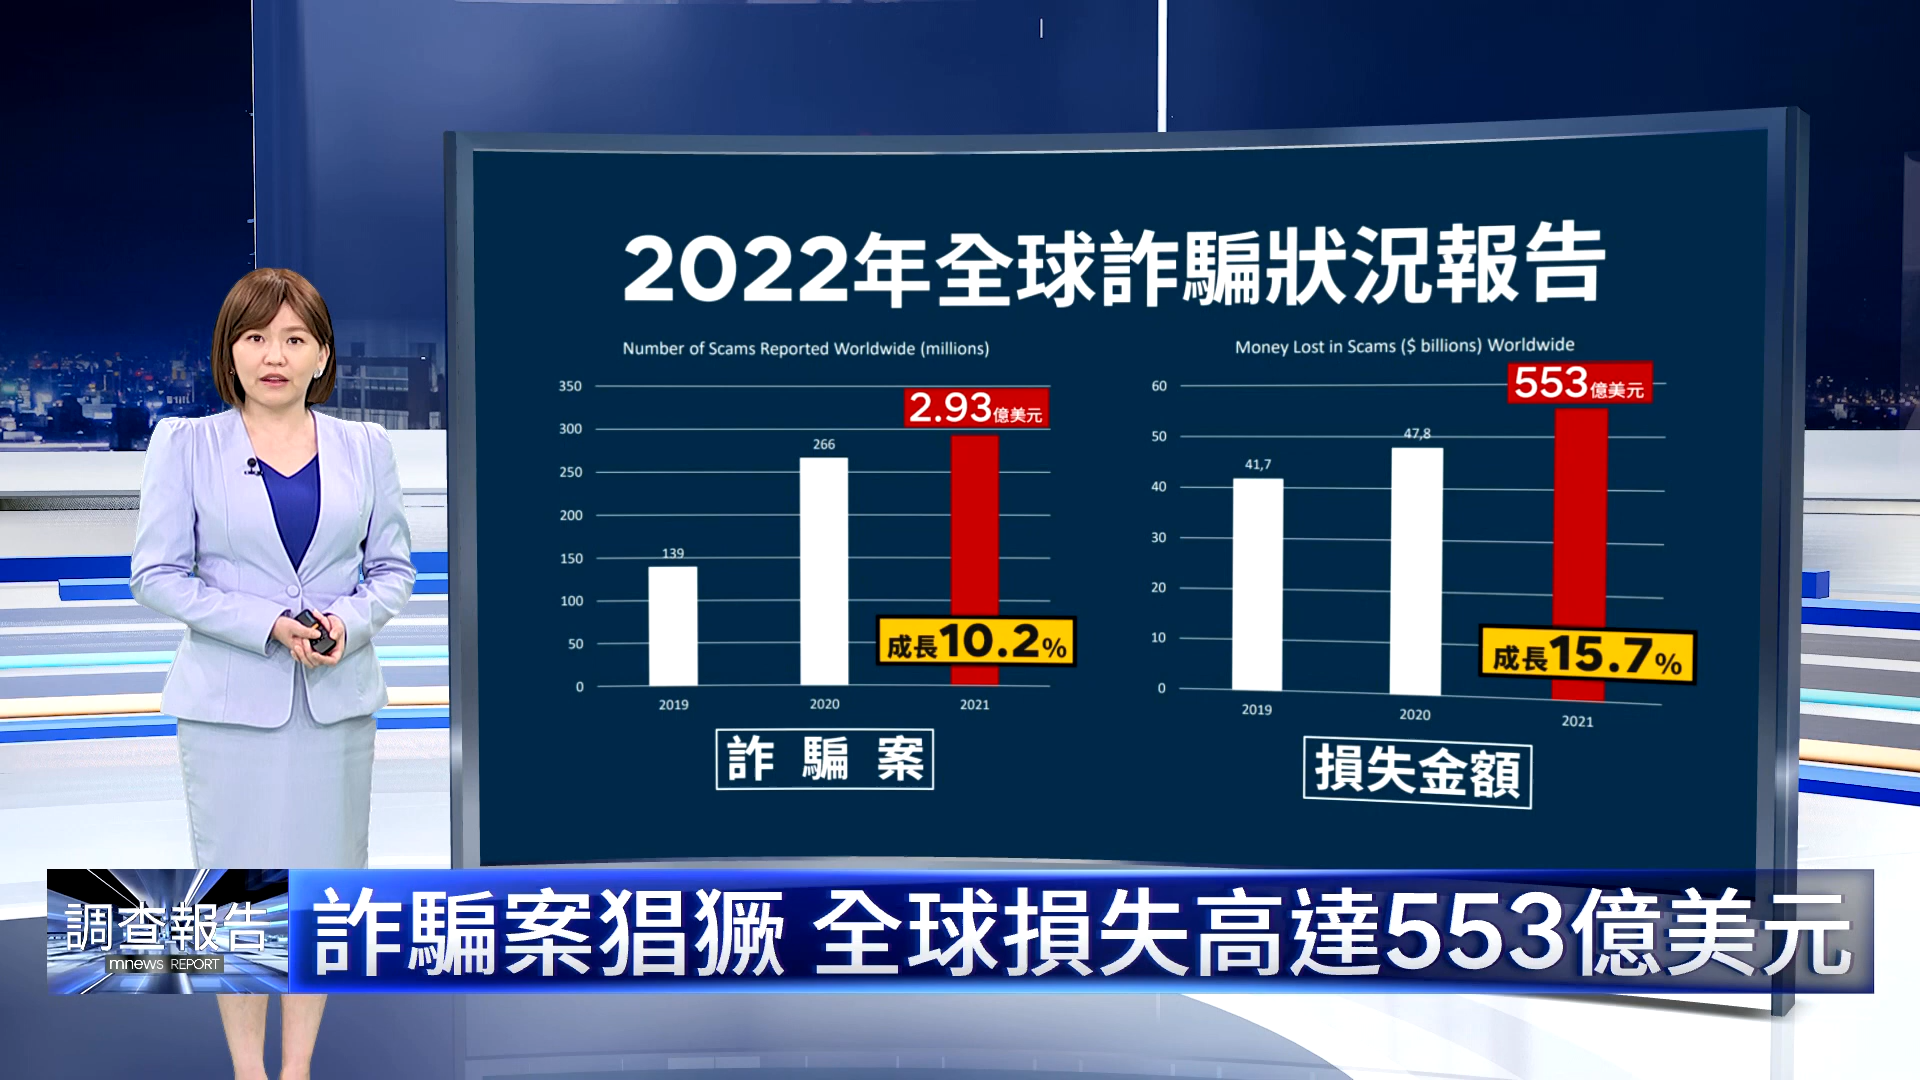 2022年全球詐騙狀況報告
Number of Scams Reported Worldwide (millions)
350
300
250
200
150
100
50
0
139
266
2.93億美元
成長10.2%
2019
2020
2021
詐騙案
Money Lost in Scams ($ billions) Worldwide
60
50
40
30
20
10
0
41,7
47,8
553億美元
成長15.7%
2019
2020
2021
損失金額
調查報告
mnews REPORT
詐騙案猖獗 全球損失高達553億美元